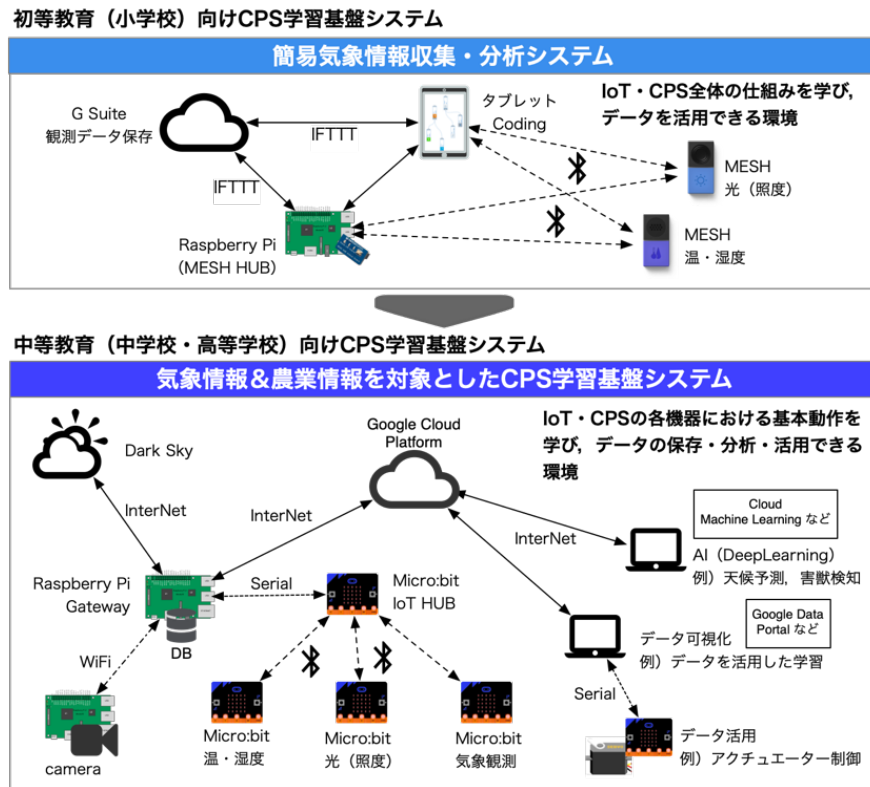 初等教育（小学校）向けCPS学習基盤システム
簡易気象情報収集・分析システム
IoT・CPS全体の仕組みを学び，
データを活用できる環境
G Suite
観測データ保存
IFTTT
タブレット
Coding
IFTTT
MESH
光（照度）
Raspberry Pi
（MESH HUB）
MESH
温・湿度
中等教育（中学校・高等学校）向けCPS学習基盤システム
気象情報＆農業情報を対象としたCPS学習基盤システム
IoT・CPSの各機器における基本動作を
学び，データの保存・分析・活用できる
環境
Dark Sky
Google Cloud
Platform
InterNet
InterNet
InterNet
Cloud
Machine Learning など
AI（DeepLearning）
例）天候予測，害獣検知
Raspberry Pi
Gateway
Serial
Micro:bit
IoT HUB
DB
WiFi
Google Data
Portal など
データ可視化
例）データを活用した学習
Serial
camera
Micro:bit
温・湿度
Micro:bit
光（照度）
Micro:bit
気象観測
データ活用
例）アクチュエーター制御